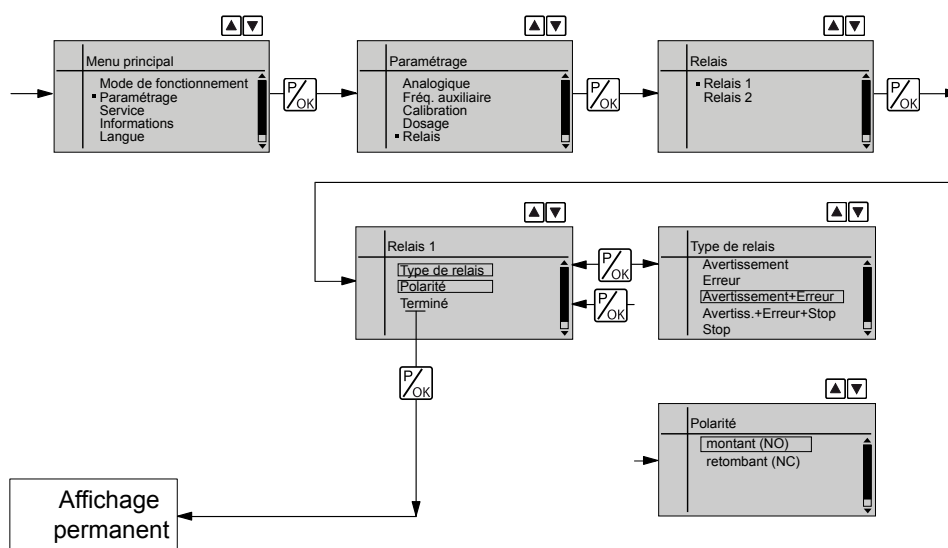 Menu principal
Mode de fonctionnement
Paramétrage
Service
Informations
Langue
P/OK
Paramétrage
Analogique
Fréq. auxiliaire
Calibration
Dosage
Relais
P/OK
Relais
Relais 1
Relais 2
P/OK
Relais 1
Type de relais
Polarité
Terminé
P/OK
P/OK
Type de relais
Avertissement
Erreur
Avertissement+Erreur
Avertiss.+Erreur+Stop
Stop
P/OK
Polarité
montant (NO)
retombant (NC)
Affichage
permanent